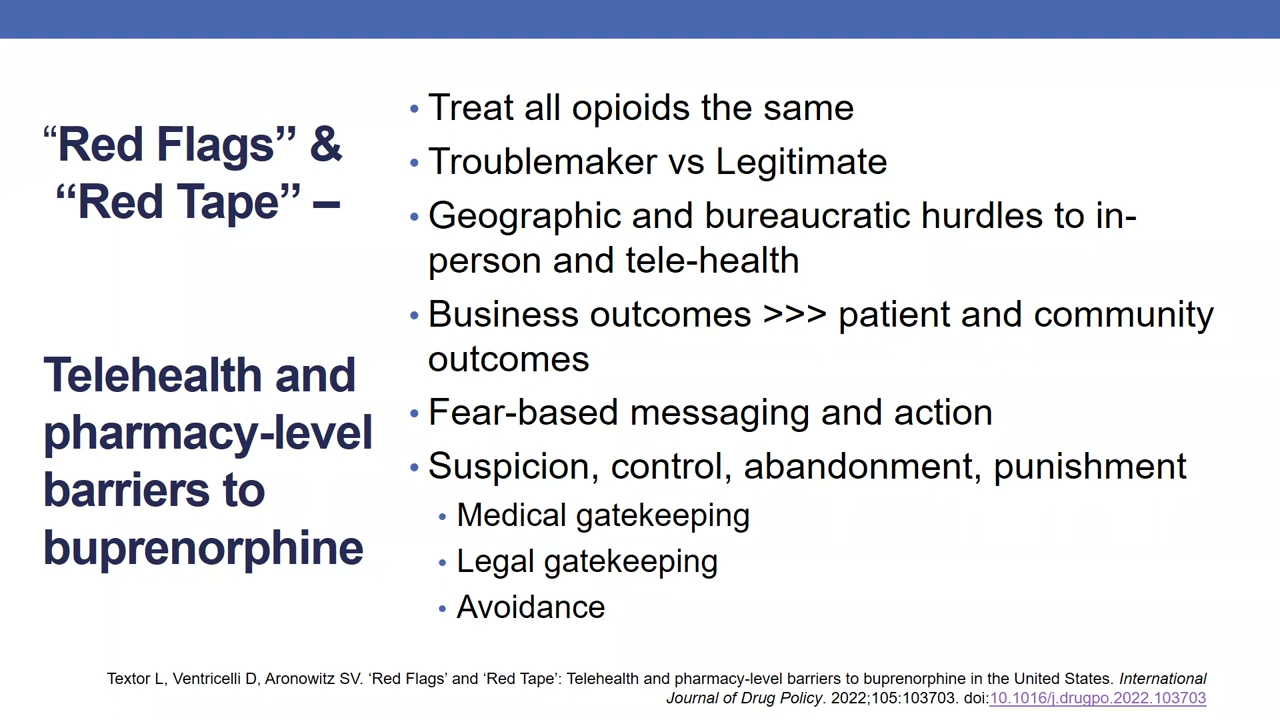 “Red Flags” &
“Red Tape” –
Telehealth and
pharmacy-level
barriers to
buprenorphine
• Treat all opioids the same
• Troublemaker vs Legitimate
• Geographic and bureaucratic hurdles to in-
person and tele-health
• Business outcomes >>> patient and community
outcomes
• Fear-based messaging and action
• Suspicion, control, abandonment, punishment
• Medical gatekeeping
• Legal gatekeeping
• Avoidance
Textor L, Ventricelli D, Aronowitz SV. ‘Red Flags’ and ‘Red Tape’: Telehealth and pharmacy-level barriers to buprenorphine in the United States. International
Journal of Drug Policy. 2022;105:103703. doi:10.1016/j.drugpo.2022.103703